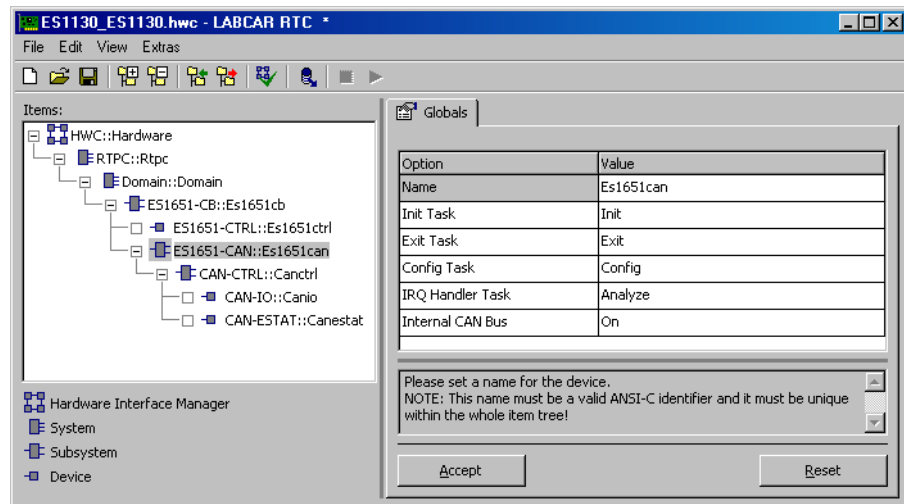 ES1130_ES1130.hwc - LABCAR RTC *
File Edit View Extras
Items:
HWC::Hardware
RTPC::Rtpc
Domain::Domain
ES1651-CB::Es1651cb
ES1651-CTRL::Es1651ctrl
ES1651-CAN::Es1651can
CAN-CTRL::Canctrl
CAN-IO::Canio
CAN-ESTAT::Canestat
Hardware Interface Manager
System
Subsystem
Device
Globals
Option Value
Name Es1651can
Init Task Init
Exit Task Exit
Config Task Config
IRQ Handler Task Analyze
Internal CAN Bus On
Please set a name for the device.
NOTE: This name must be a valid ANSI-C identifier and it must be unique
within the whole item tree!
Accept Reset